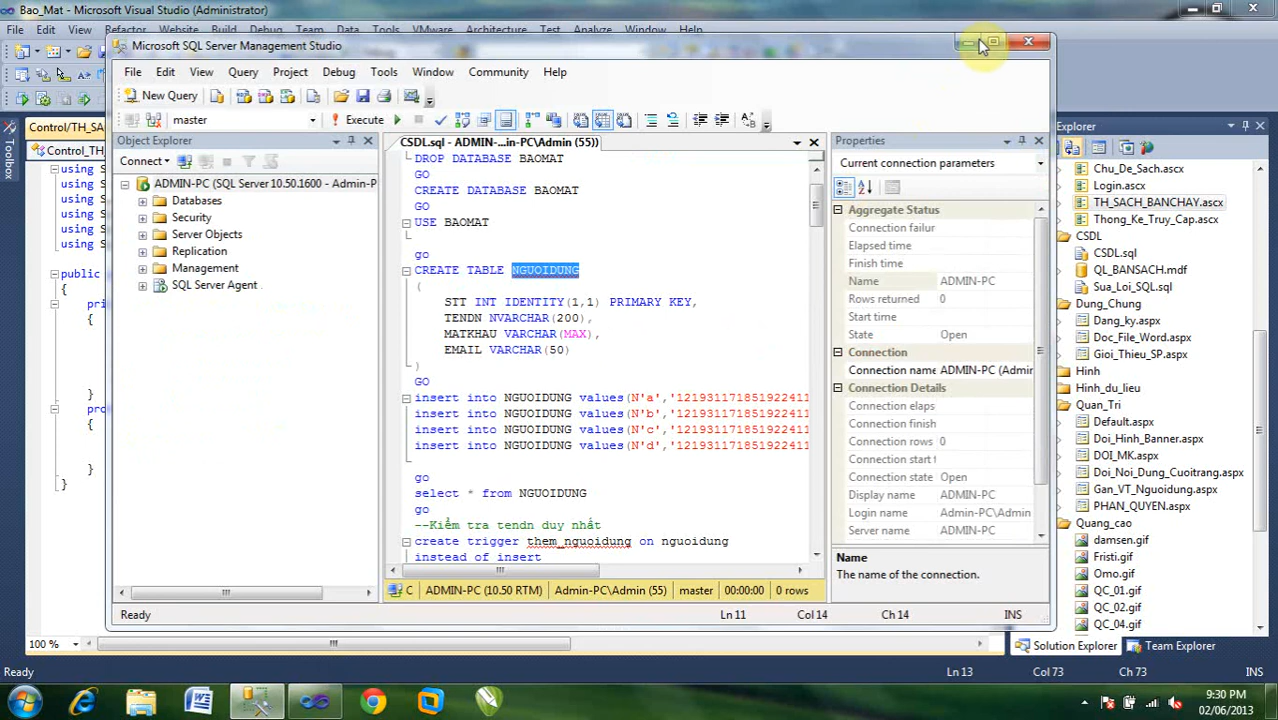 Bao_Mat - Microsoft Visual Studio (Administrator)
File Edit View Refactor Website Build Debug Team Data Tools VMware Architecture Test Analyze Window Help
Microsoft SQL Server Management Studio
File Edit View Query Project Debug Tools Window Community Help
New Query
master Execute
Control/TH_SA
Control_TH_
Toolbox
using S
using S
using S
using S
using S
using S
public
pri
{
}
pro
{
}
}
Object Explorer
Connect
ADMIN-PC (SQL Server 10.50.1600 - Admin-P
Databases
Security
Server Objects
Replication
Management
SQL Server Agent
CSDL.sql - ADMIN-...in-PC\Admin (55))
DROP DATABASE BAOMAT
GO
CREATE DATABASE BAOMAT
GO
USE BAOMAT
go
CREATE TABLE NGUOIDUNG
(
STT INT IDENTITY(1,1) PRIMARY KEY,
TENDN NVARCHAR(200),
MATKHAU VARCHAR(MAX),
EMAIL VARCHAR(50)
)
GO
insert into NGUOIDUNG values(N'a','121931171851922411
insert into NGUOIDUNG values(N'b','121931171851922411
insert into NGUOIDUNG values(N'c','121931171851922411
insert into NGUOIDUNG values(N'd','121931171851922411
go
select * from NGUOIDUNG
go
--Kiểm tra tendn duy nhất
create trigger them_nguoidung on nguoidung
instead of insert
ADMIN-PC (10.50 RTM) Admin-PC\Admin (55) master 00:00:00 0 rows
Properties
Current connection parameters
Aggregate Status
Connection failur
Elapsed time
Finish time
Name ADMIN-PC
Rows returned 0
Start time
State Open
Connection
Connection name ADMIN-PC (Admin
Connection Details
Connection elaps
Connection finish
Connection rows 0
Connection start t
Connection state Open
Display name ADMIN-PC
Login name Admin-PC\Admin
Server name ADMIN-PC
Name
The name of the connection.
Ready Ln 11 Col 14 Ch 14 INS
Explorer
Chu_De_Sach.ascx
Login.ascx
TH_SACH_BANCHAY.ascx
Thong_Ke_Truy_Cap.ascx
CSDL
CSDL.sql
QL_BANSACH.mdf
Sua_Loi_SQL.sql
Dung_Chung
Dang_ky.aspx
Doc_File_Word.aspx
Gioi_Thieu_SP.aspx
Hinh
Hinh_du_lieu
Quan_Tri
Default.aspx
Doi_Hinh_Banner.aspx
DOI_MK.aspx
Doi_Noi_Dung_Cuoitrang.aspx
Gan_VT_Nguoidung.aspx
PHAN_QUYEN.aspx
Quang_cao
damsen.gif
Fristi.gif
Omo.gif
QC_01.gif
QC_02.gif
QC_04.gif
Solution Explorer Team Explorer
100 %
Ready Ln 13 Col 73 Ch 73 INS
9:30 PM
02/06/2013